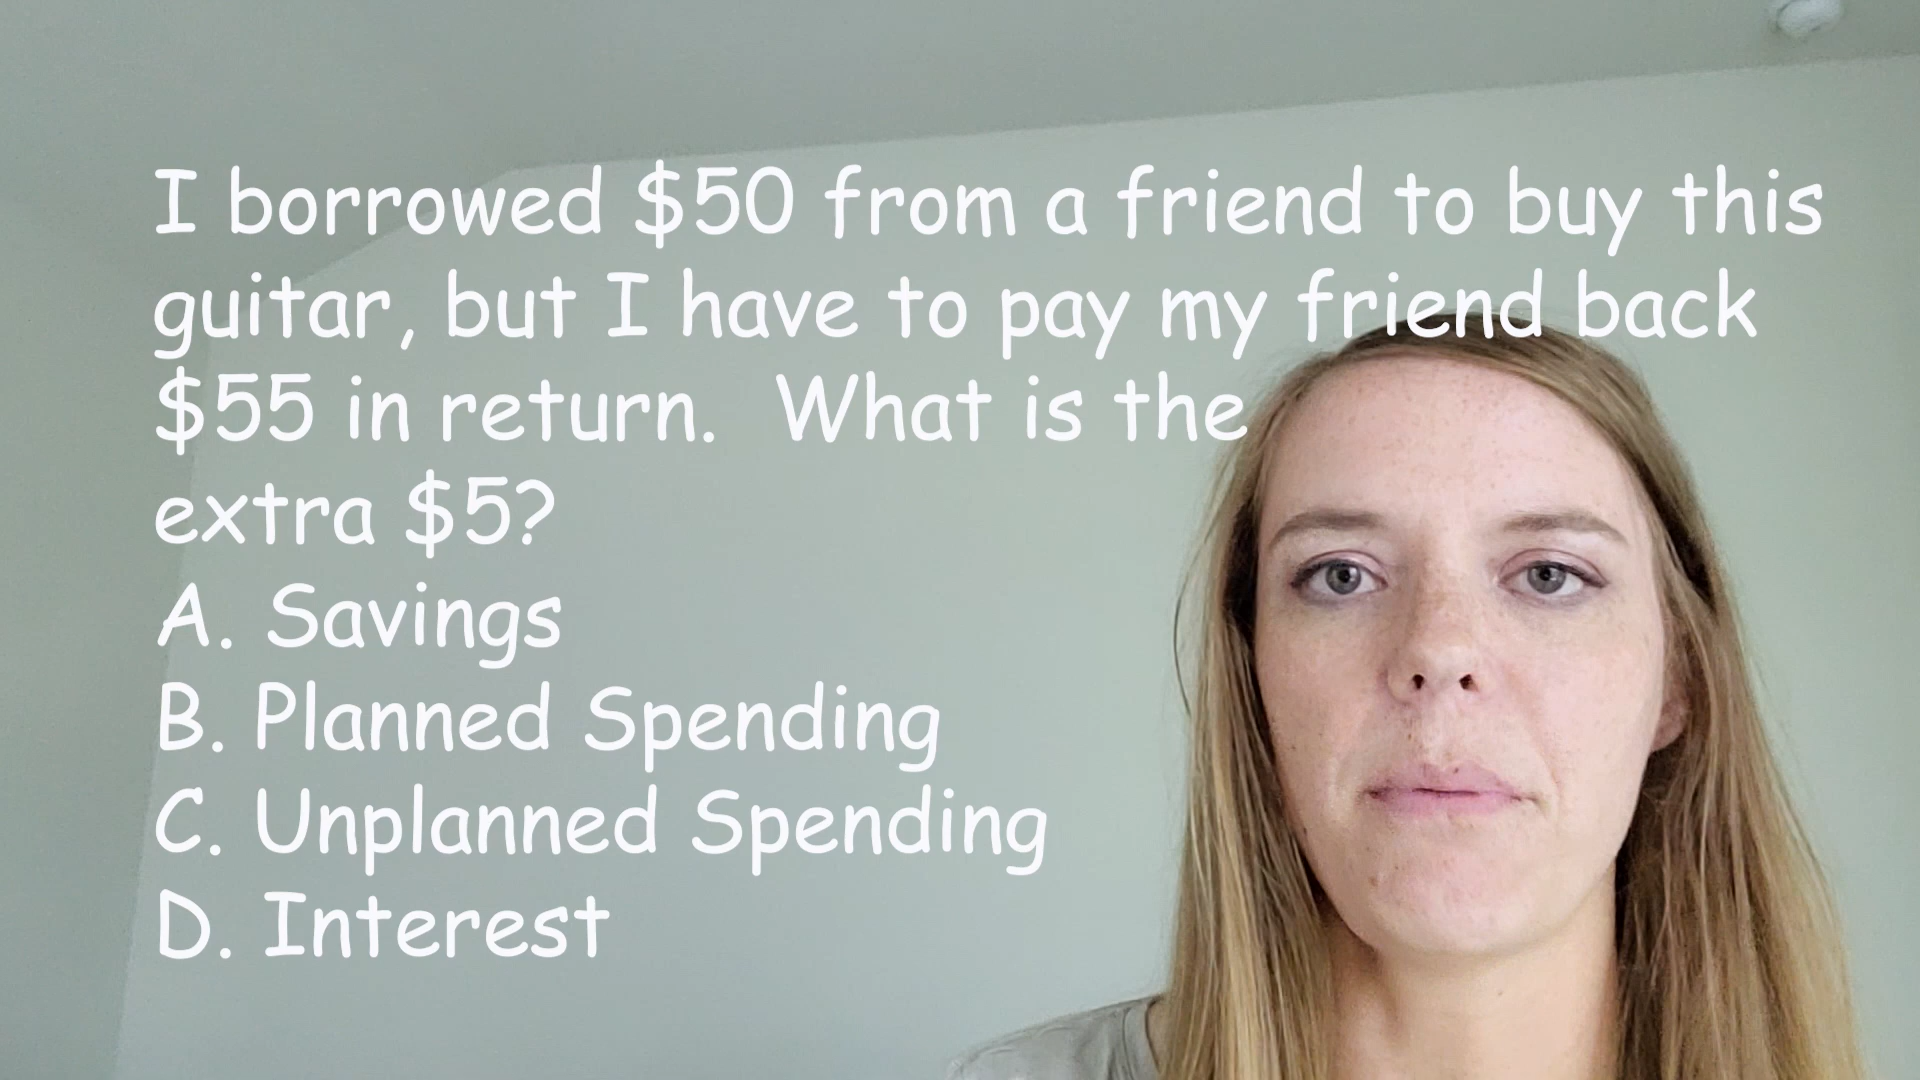 I borrowed $50 from a friend to buy this
guitar, but I have to pay my friend back
$55 in return.  What is the
extra $5?
A. Savings
B. Planned Spending
C. Unplanned Spending
D. Interest